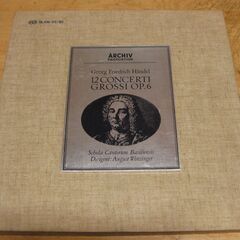 ARCHIV
PRODUKTION
Georg Friedrich Händel
12 CONCERTI
GROSSI OP.6
Schola Cantorum Basiliensis
Dirigent: August Wenzinger